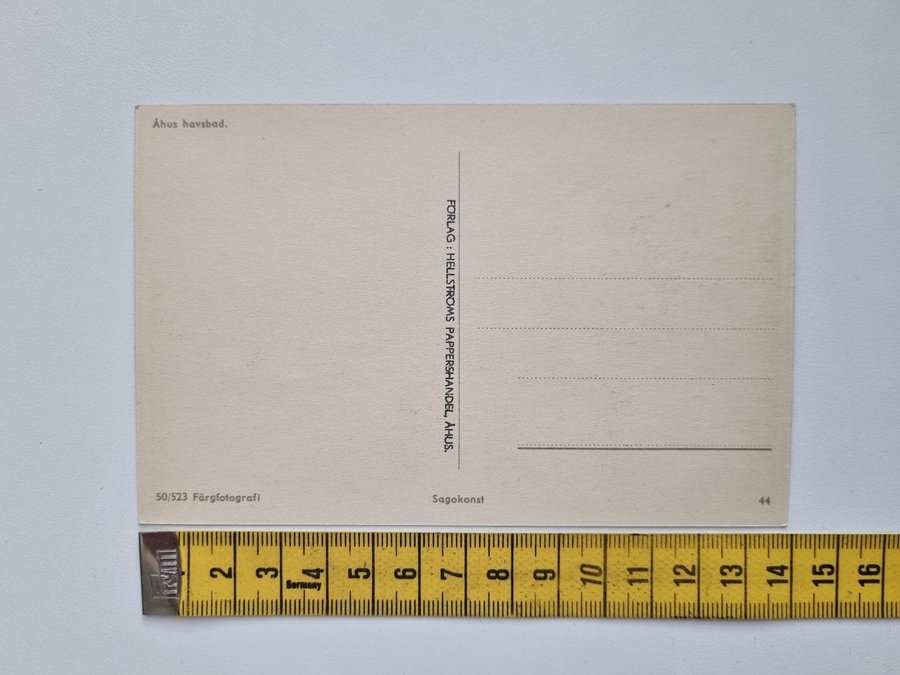 Åhus havsbad.
FÖRLAG: HELLSTRÖMS PAPPERSHANDEL, ÅHUS.
50/523 Färgfotografi
Sagokonst
44
2 3 4 5 6 7 8 9 10 11 12 13 14 15 16
Germany